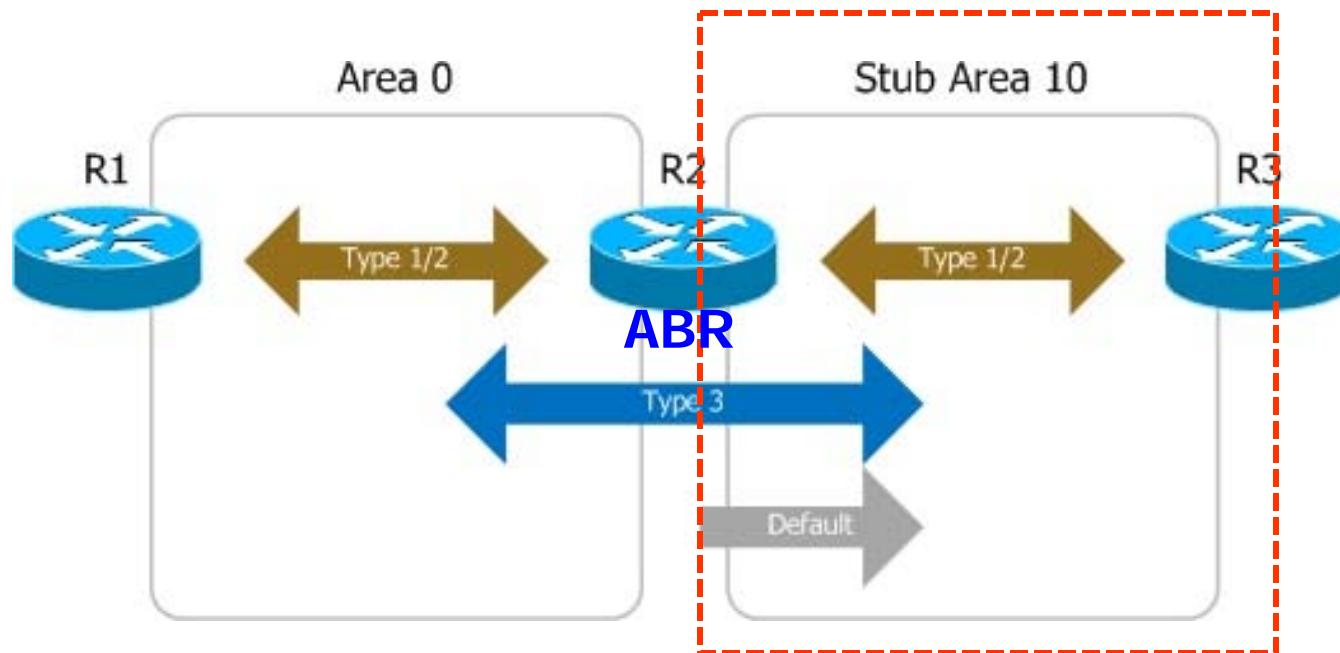 Area 0
Stub Area 10
R1
R2
R3
Type 1/2
Type 1/2
ABR
Type 3
Default